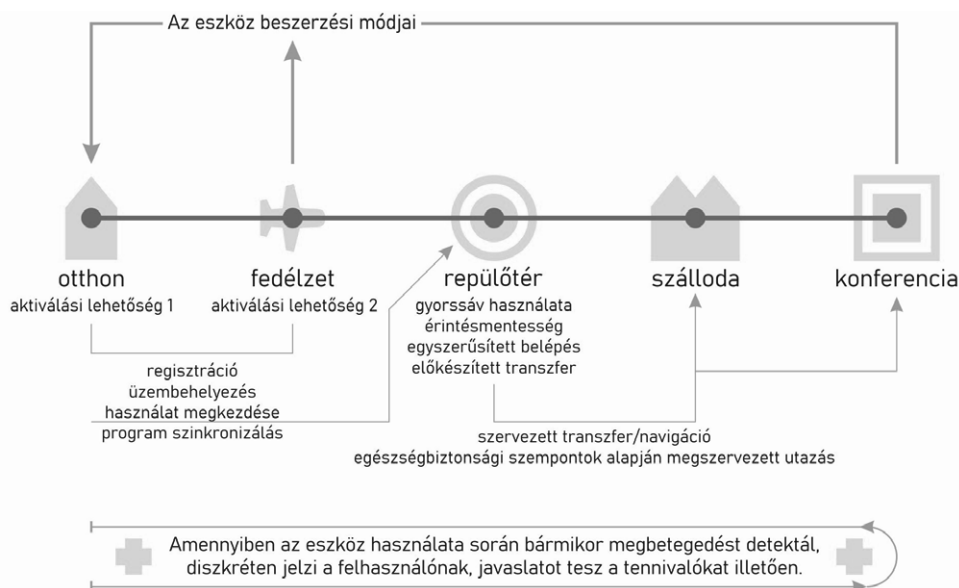 Az eszköz beszerzési módjai
otthon
aktiválási lehetőség 1
fedélzet
aktiválási lehetőség 2
repülőtér
gyorssáv használata
érintésmentesség
egyszerűsített belépés
előkészített transzfer
szálloda
konferencia
regisztráció
üzembehelyezés
használat megkezdése
program szinkronizálás
szervezett transzfer/navigáció
egészségbiztonsági szempontok alapján megszervezett utazás
Amennyiben az eszköz használata során bármikor megbetegedést detektál,
diszkréten jelzi a felhasználónak, javaslatot tesz a tennivalókat illetően.